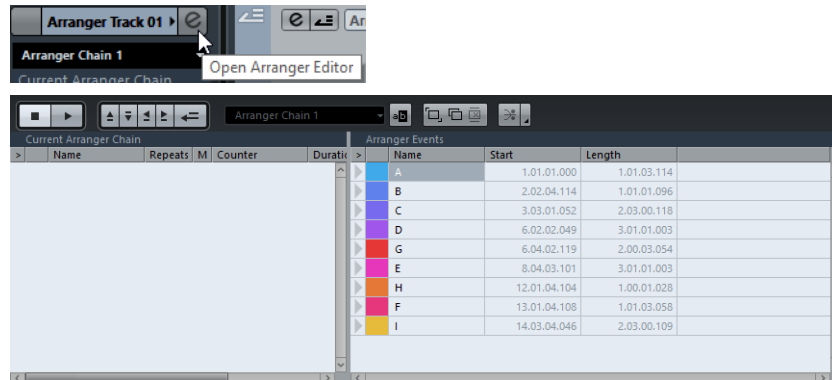 Arranger Track 01
Ar
Arranger Chain 1
Open Arranger Editor
Current Arranger Chain
Arranger Chain 1
Current Arranger Chain
Arranger Events
> Name Repeats M Counter Duratic > Name Start Length
A 1.01.01.000 1.01.03.114
B 2.02.04.114 1.01.01.096
C 3.03.01.052 2.03.00.118
D 6.02.02.049 3.01.01.003
G 6.04.02.119 2.00.03.054
E 8.04.03.101 3.01.01.003
H 12.01.04.104 1.00.01.028
F 13.01.04.108 1.01.03.058
I 14.03.04.046 2.03.00.109